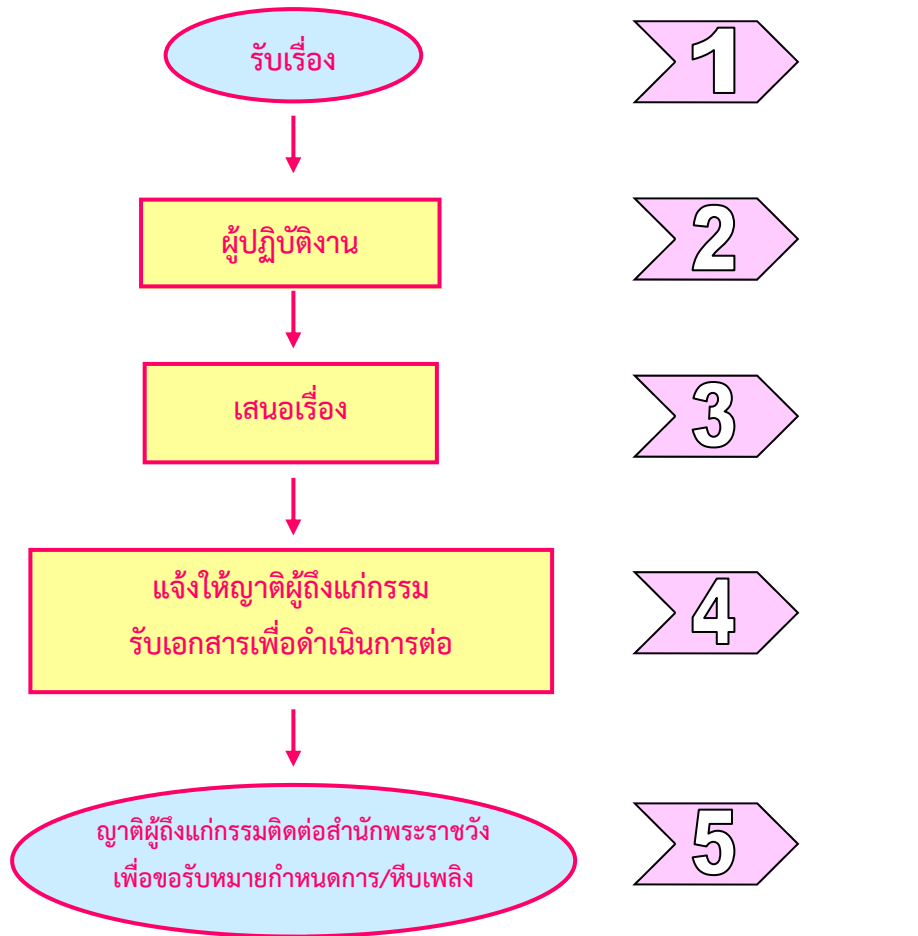 รับเรื่อง
1
ผู้ปฏิบัติงาน
2
เสนอเรื่อง
3
แจ้งให้ญาติผู้ถึงแก่กรรม
รับเอกสารเพื่อดำเนินการต่อ
4
ญาติผู้ถึงแก่กรรมติดต่อสำนักพระราชวัง
เพื่อขอรับหมายกำหนดการ/หีบเพลิง
5